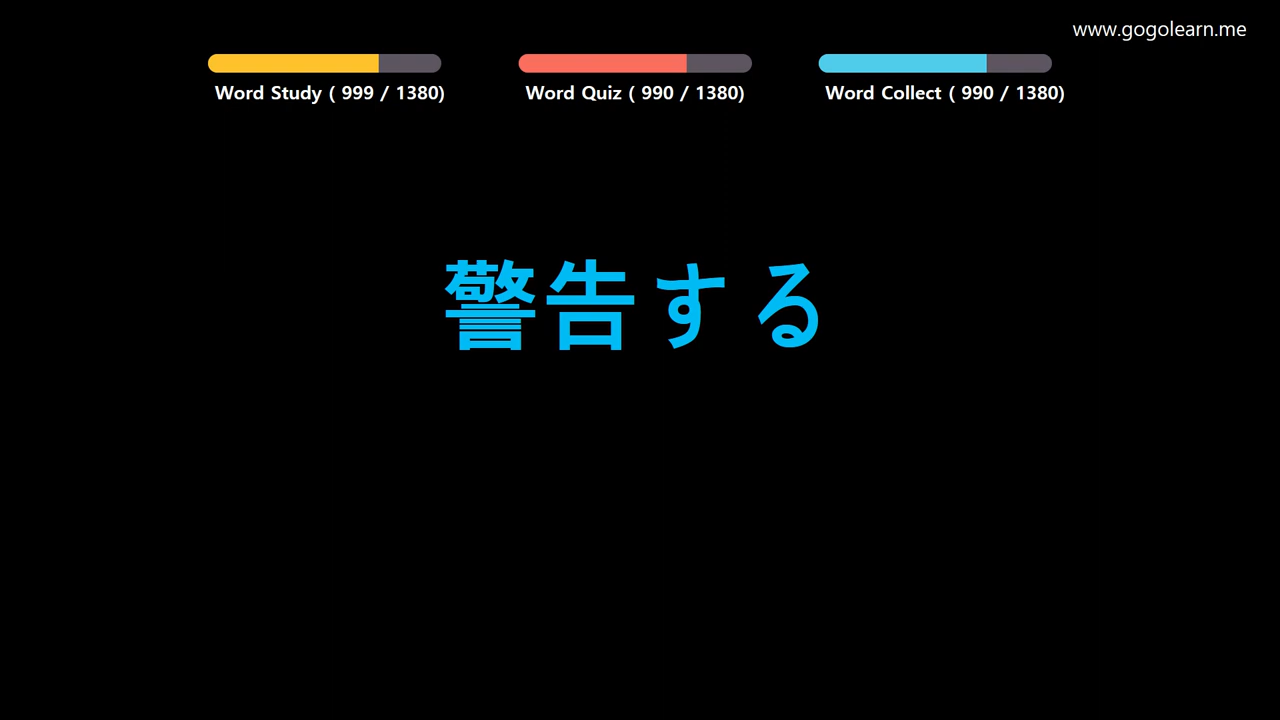 www.gogolearn.me
Word Study ( 999 / 1380)
Word Quiz ( 990 / 1380)
Word Collect ( 990 / 1380)
警告する